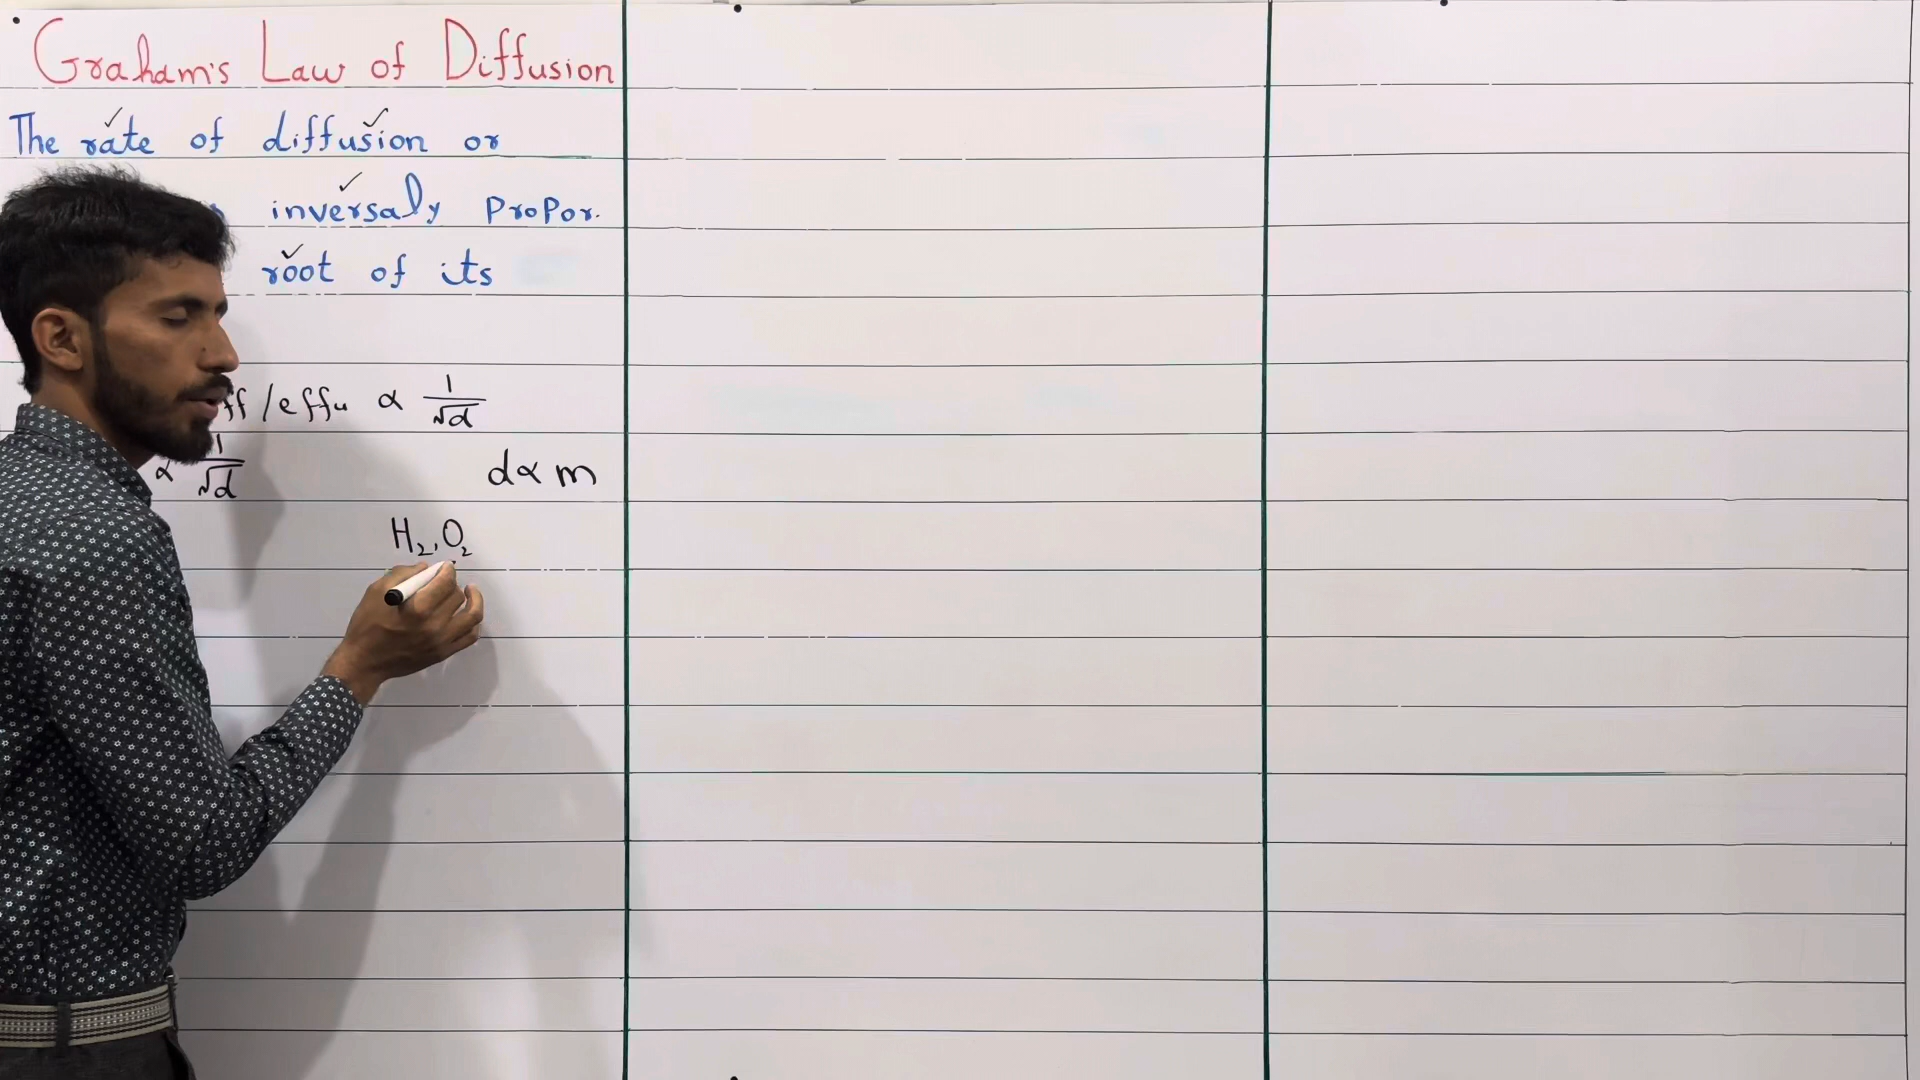 Graham's Law of Diffusion
The rate of diffusion or
inversaly Propor.
root of its
/effu ∝ 1/√d
∝ 1/√d
d∝ m
H₂,O₂